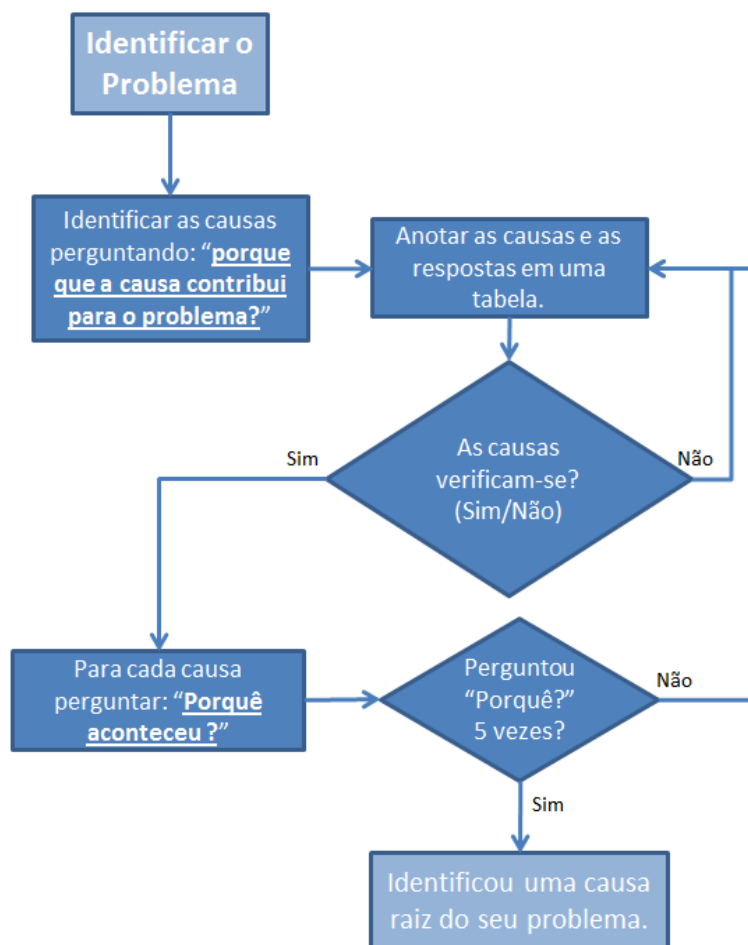 Identificar o
Problema
Identificar as causas
perguntando: “porque
que a causa contribui
para o problema?”
Anotar as causas e as
respostas em uma
tabela.
As causas
verificam-se?
(Sim/Não)
Sim
Não
Para cada causa
perguntar: “Porquê
aconteceu ?”
Perguntou
“Porquê?”
5 vezes?
Não
Sim
Identificou uma causa
raiz do seu problema.